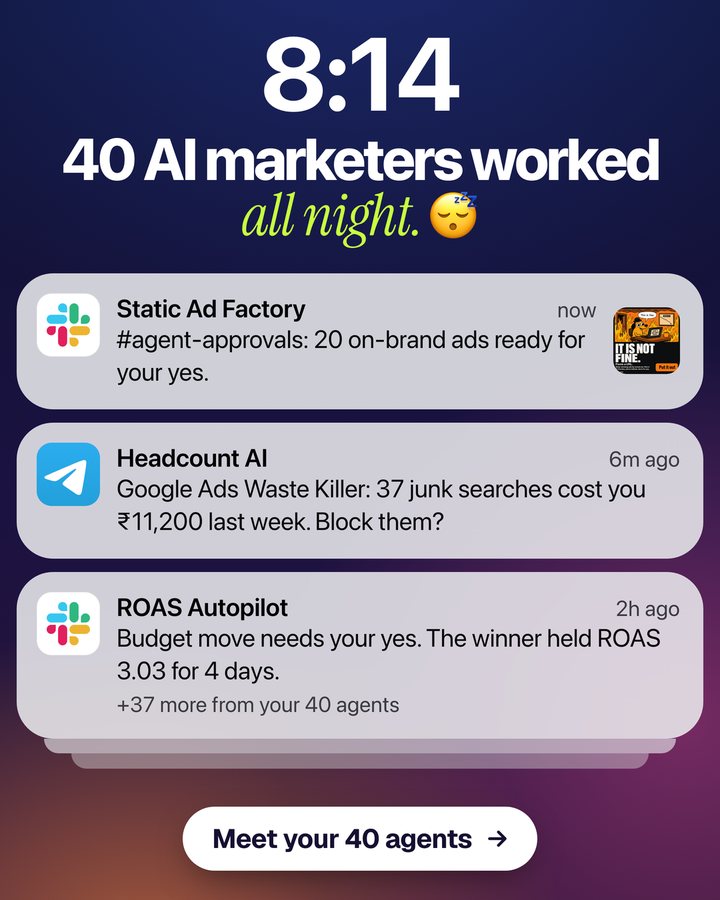 8:14
40 AI marketers worked
all night. 😴
Static Ad Factory
now
#agent-approvals: 20 on-brand ads ready for
your yes.
IT IS NOT
FINE.
Put it out
Headcount AI
6m ago
Google Ads Waste Killer: 37 junk searches cost you
₹11,200 last week. Block them?
ROAS Autopilot
2h ago
Budget move needs your yes. The winner held ROAS
3.03 for 4 days.
+37 more from your 40 agents
Meet your 40 agents →